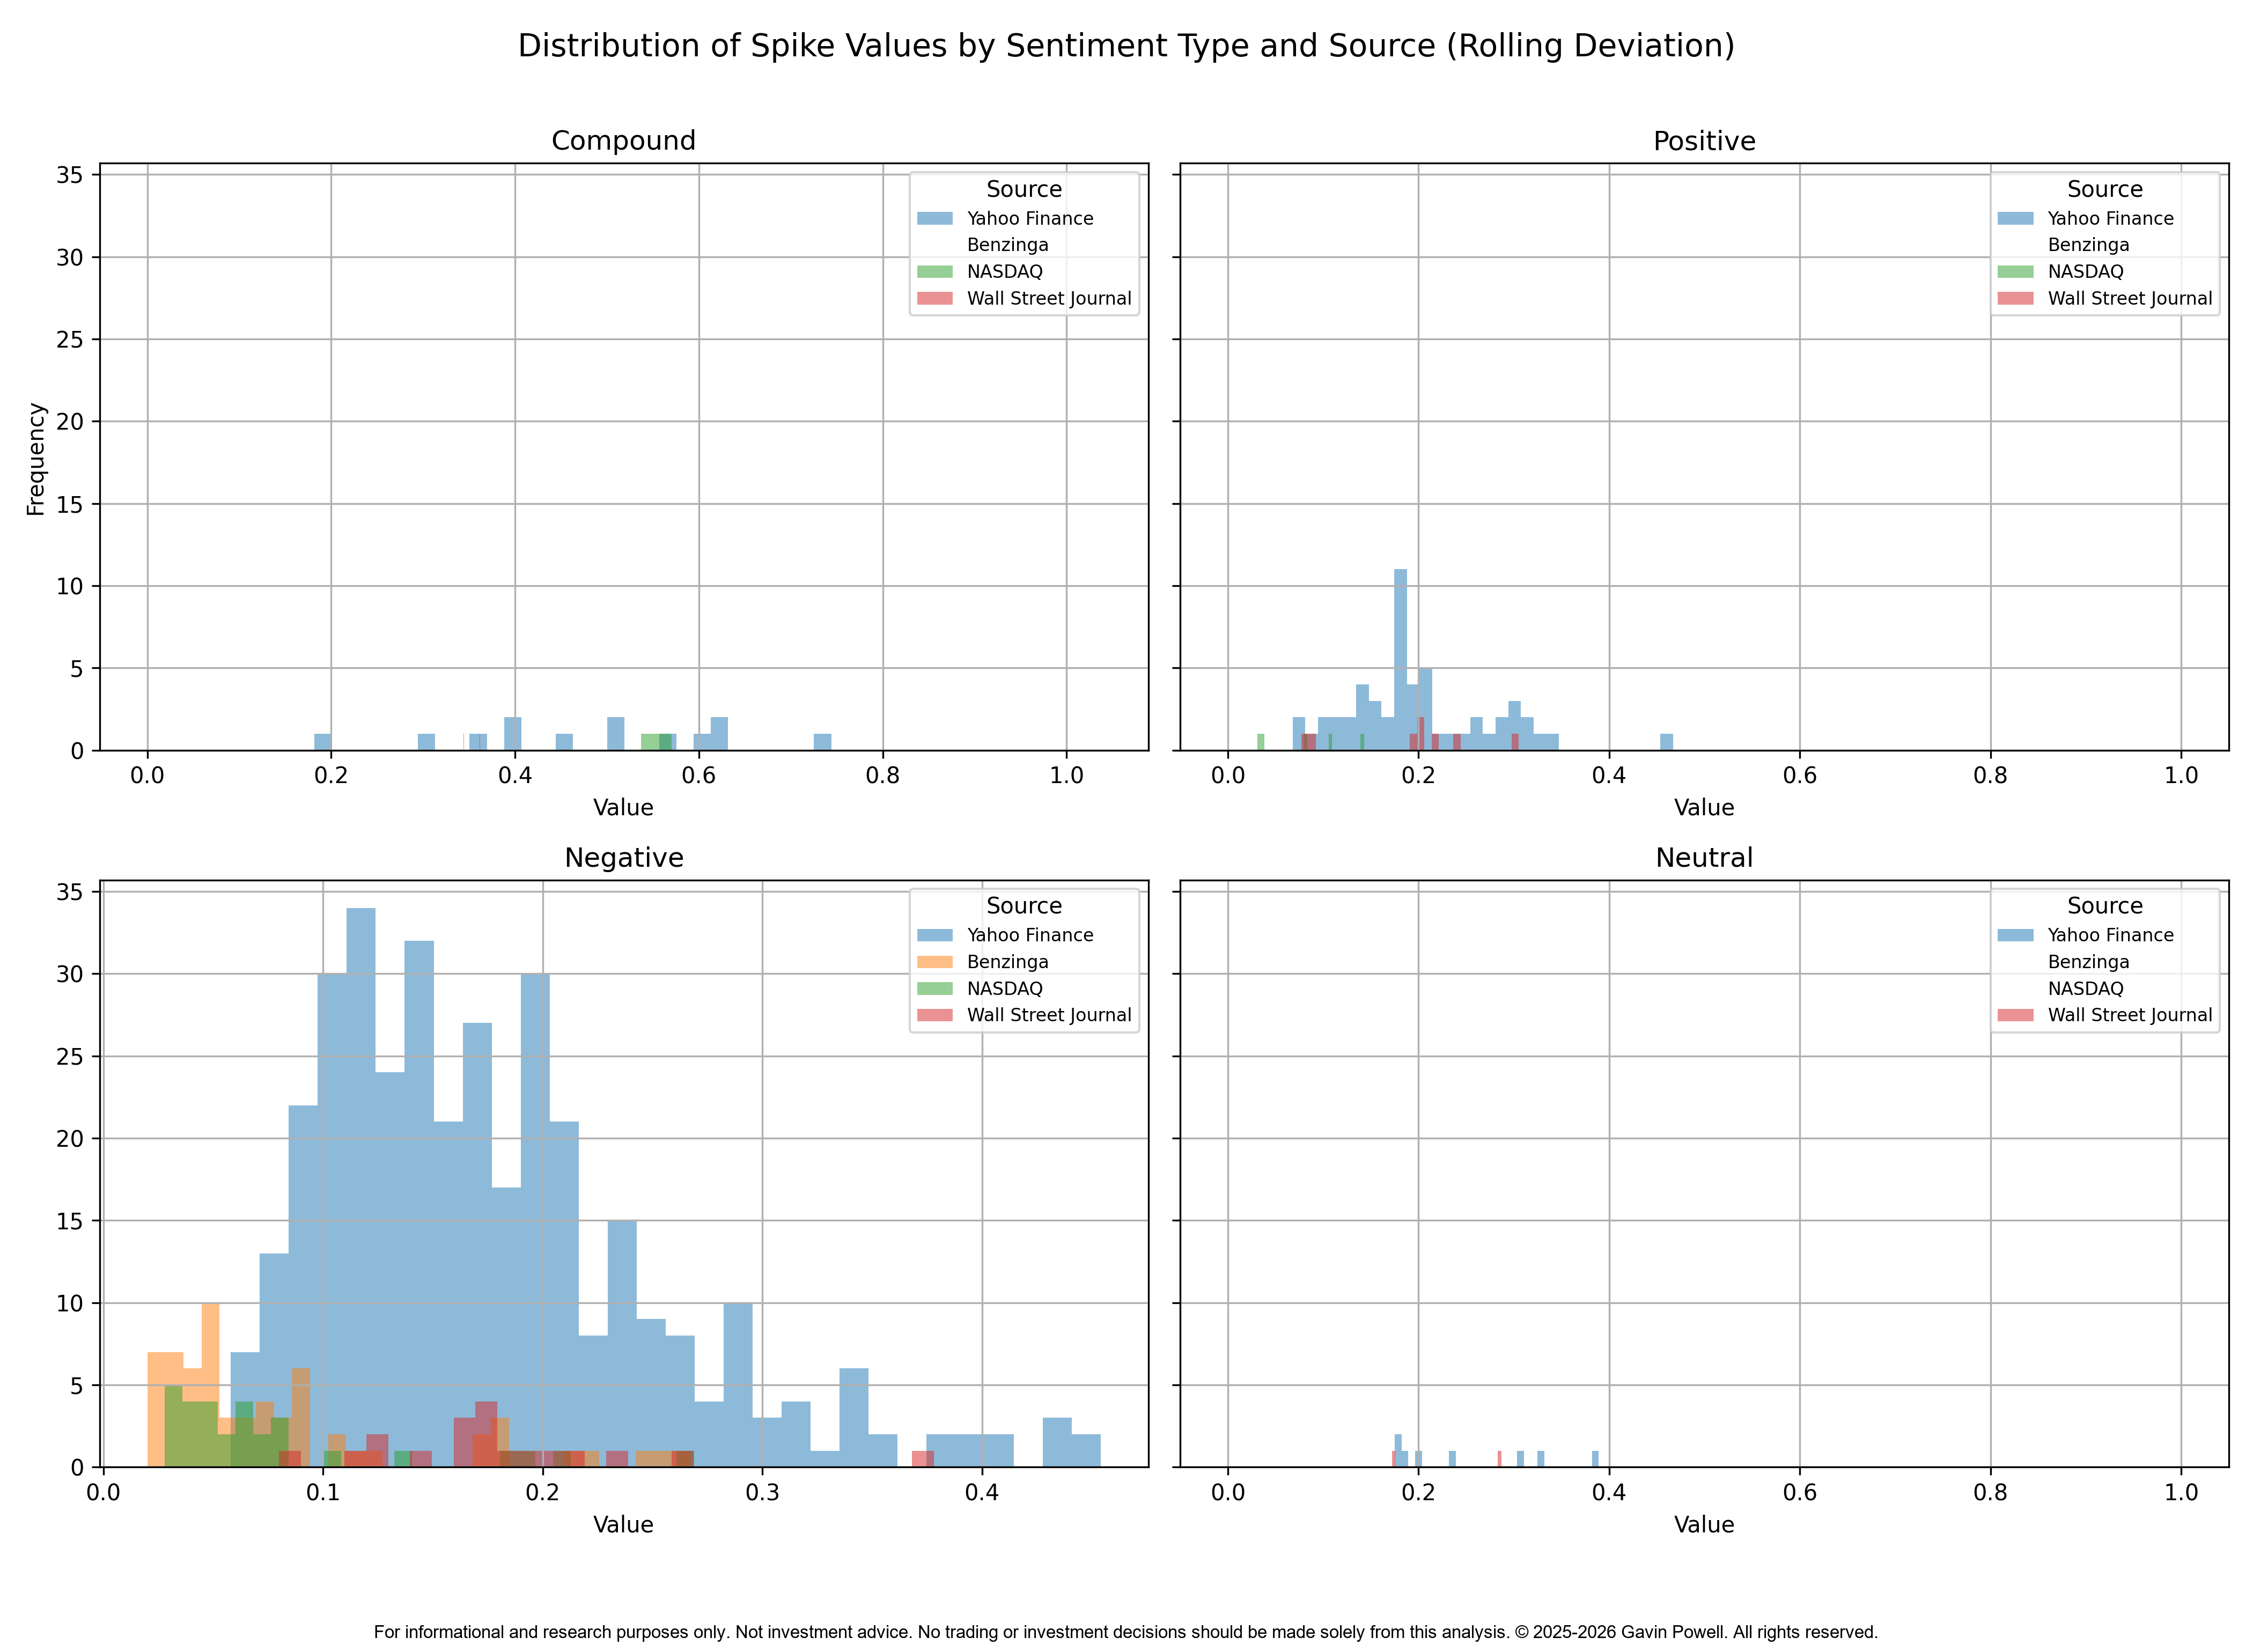 Distribution of Spike Values by Sentiment Type and Source (Rolling Deviation)
Compound
Frequency
35
30
25
20
15
10
5
0
0.0 0.2 0.4 0.6 0.8 1.0
Value
Source
Yahoo Finance
Benzinga
NASDAQ
Wall Street Journal
Positive
0.0 0.2 0.4 0.6 0.8 1.0
Value
Source
Yahoo Finance
Benzinga
NASDAQ
Wall Street Journal
Negative
35
30
25
20
15
10
5
0
0.0 0.1 0.2 0.3 0.4
Value
Source
Yahoo Finance
Benzinga
NASDAQ
Wall Street Journal
Neutral
0.0 0.2 0.4 0.6 0.8 1.0
Value
Source
Yahoo Finance
Benzinga
NASDAQ
Wall Street Journal
For informational and research purposes only. Not investment advice. No trading or investment decisions should be made solely from this analysis. © 2025-2026 Gavin Powell. All rights reserved.